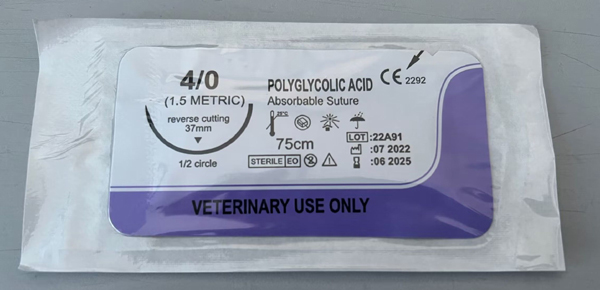 4/0
(1.5 METRIC)
reverse cutting
37mm
1/2 circle
POLYGLYCOLIC ACID
CE 2292
Absorbable Suture
25°C
75cm
LOT :22A91
:07 2022
STERILE EO
:06 2025
VETERINARY USE ONLY